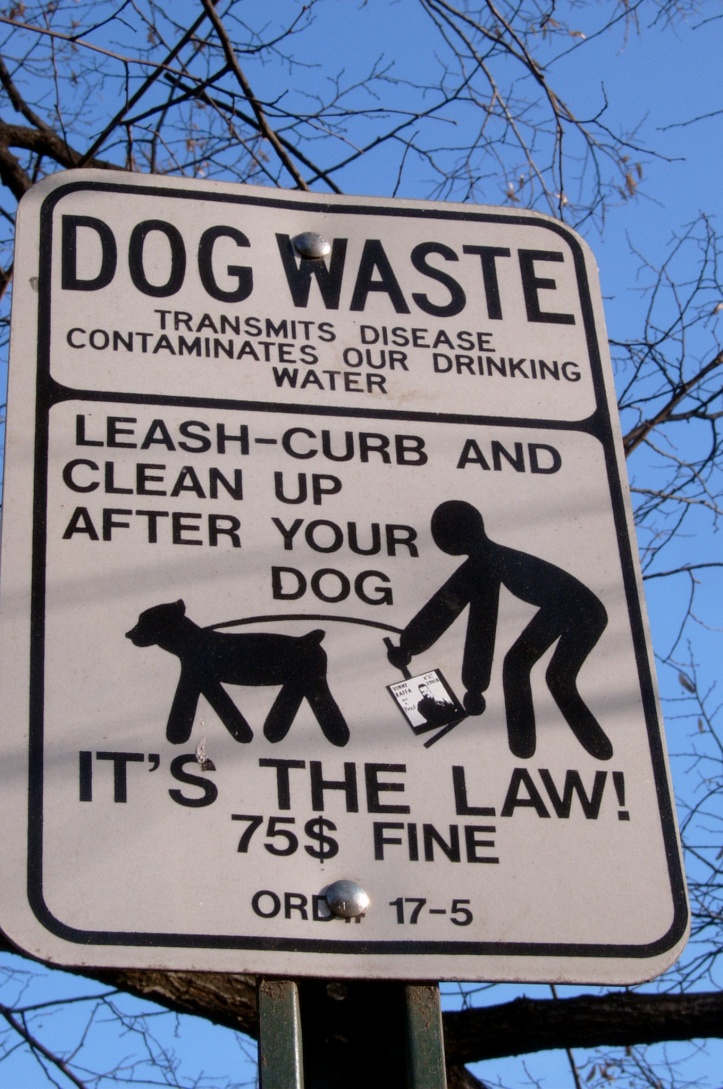 DOG WASTE
TRANSMITS DISEASE
CONTAMINATES OUR DRINKING
WATER
LEASH-CURB AND
CLEAN UP
AFTER YOUR
DOG
IT'S THE LAW!
75$ FINE
ORD# 17-5